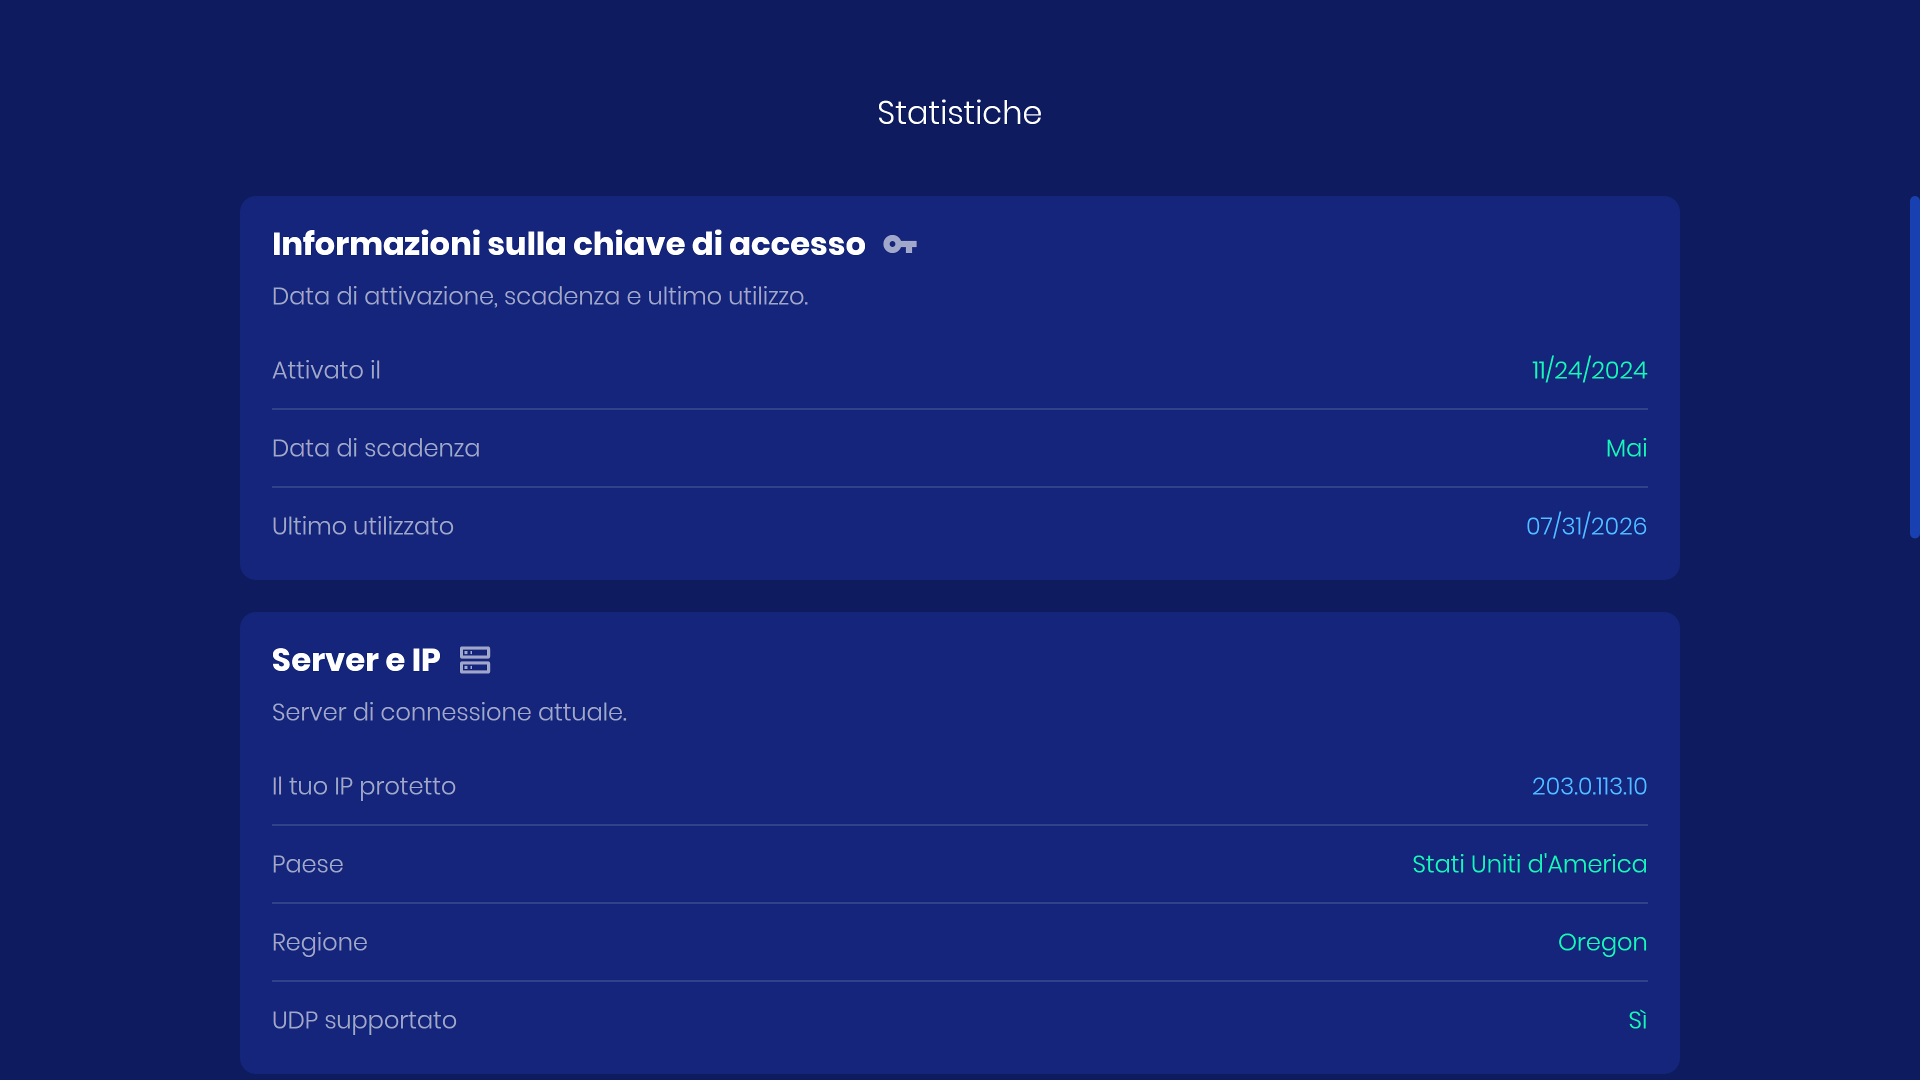 Statistiche
Informazioni sulla chiave di accesso
Data di attivazione, scadenza e ultimo utilizzo.
Attivato il 11/24/2024
Data di scadenza Mai
Ultimo utilizzato 07/31/2026
Server e IP
Server di connessione attuale.
Il tuo IP protetto 203.0.113.10
Paese Stati Uniti d'America
Regione Oregon
UDP supportato Sì